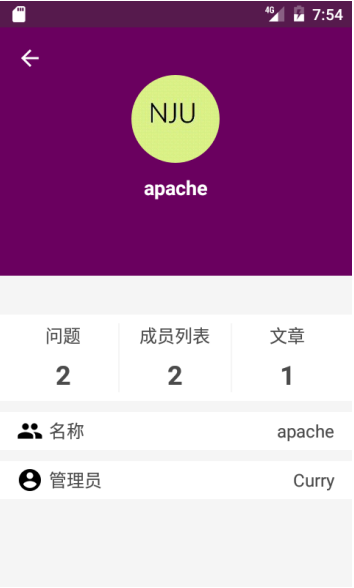 4G 7:54
NJU
apache
问题 成员列表 文章
2 2 1
名称 apache
管理员 Curry